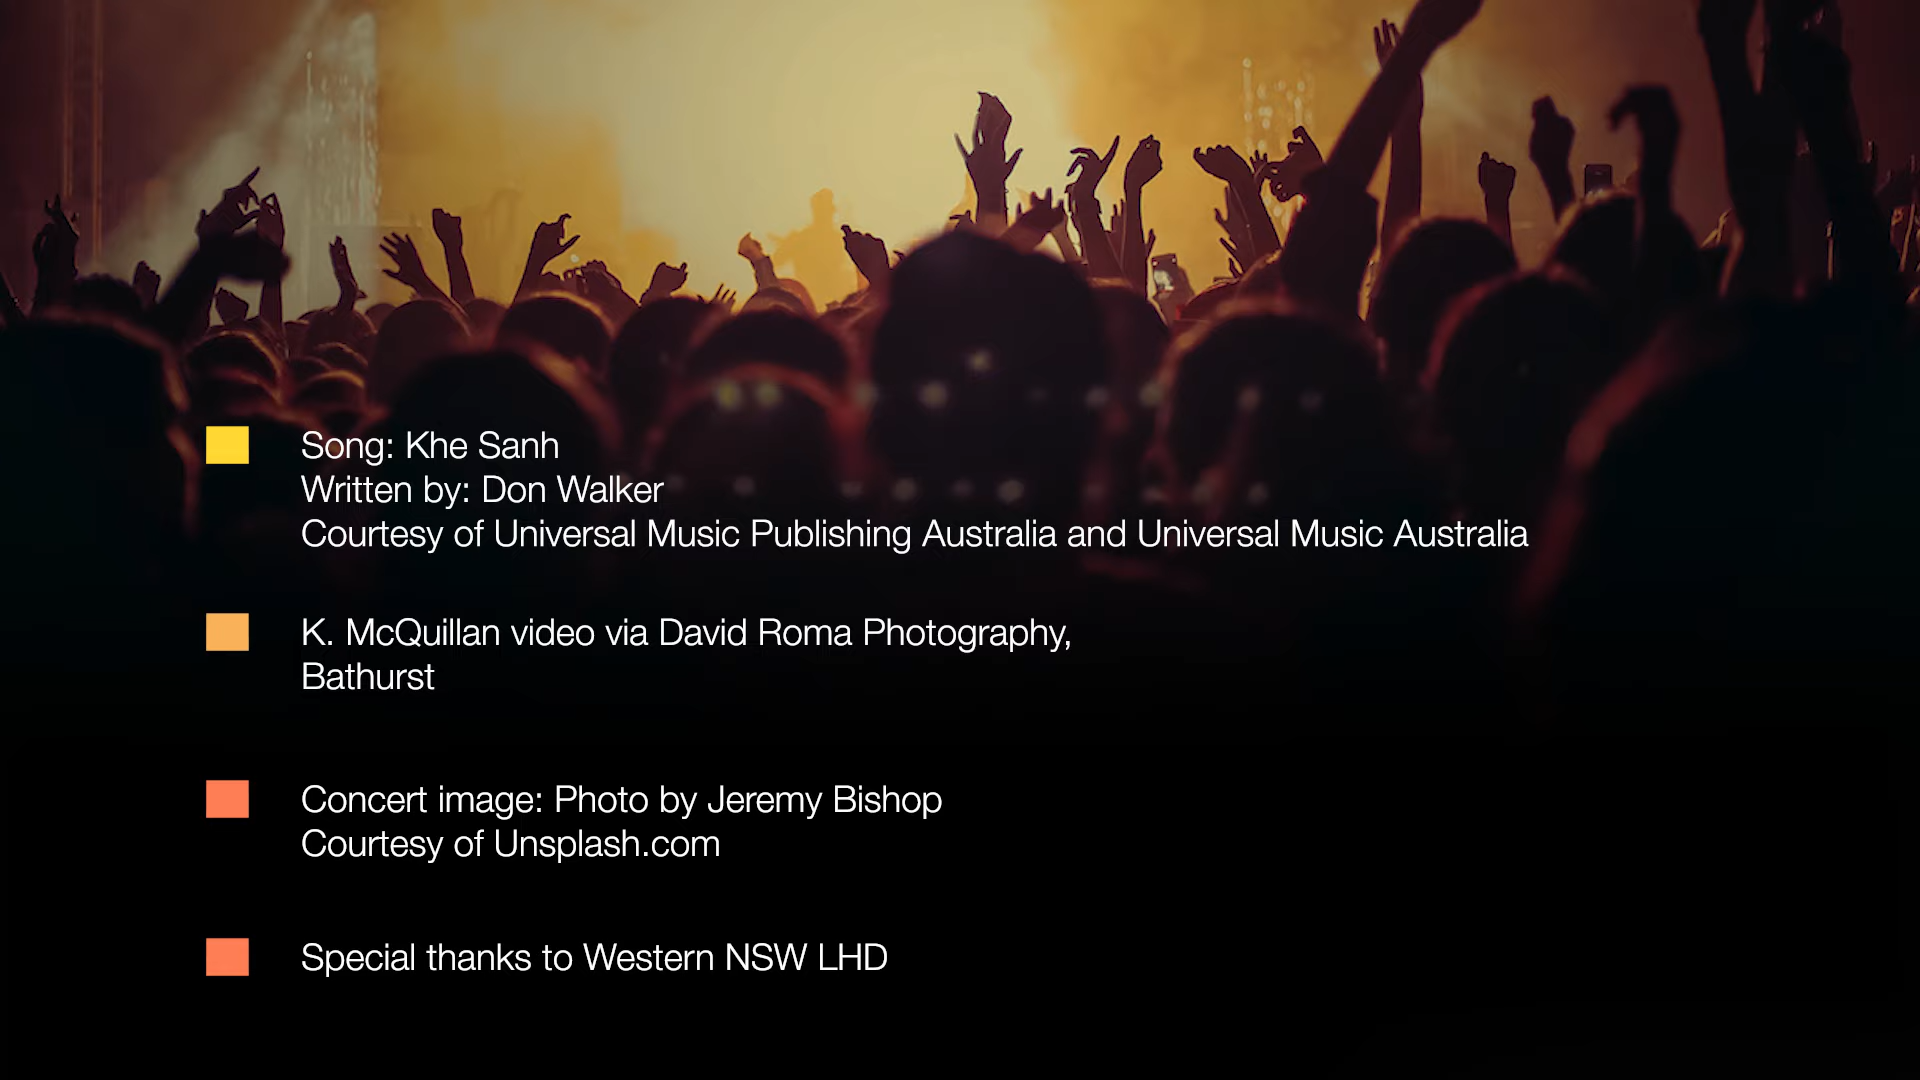 Song: Khe Sanh
Written by: Don Walker
Courtesy of Universal Music Publishing Australia and Universal Music Australia
K. McQuillan video via David Roma Photography,
Bathurst
Concert image: Photo by Jeremy Bishop
Courtesy of Unsplash.com
Special thanks to Western NSW LHD